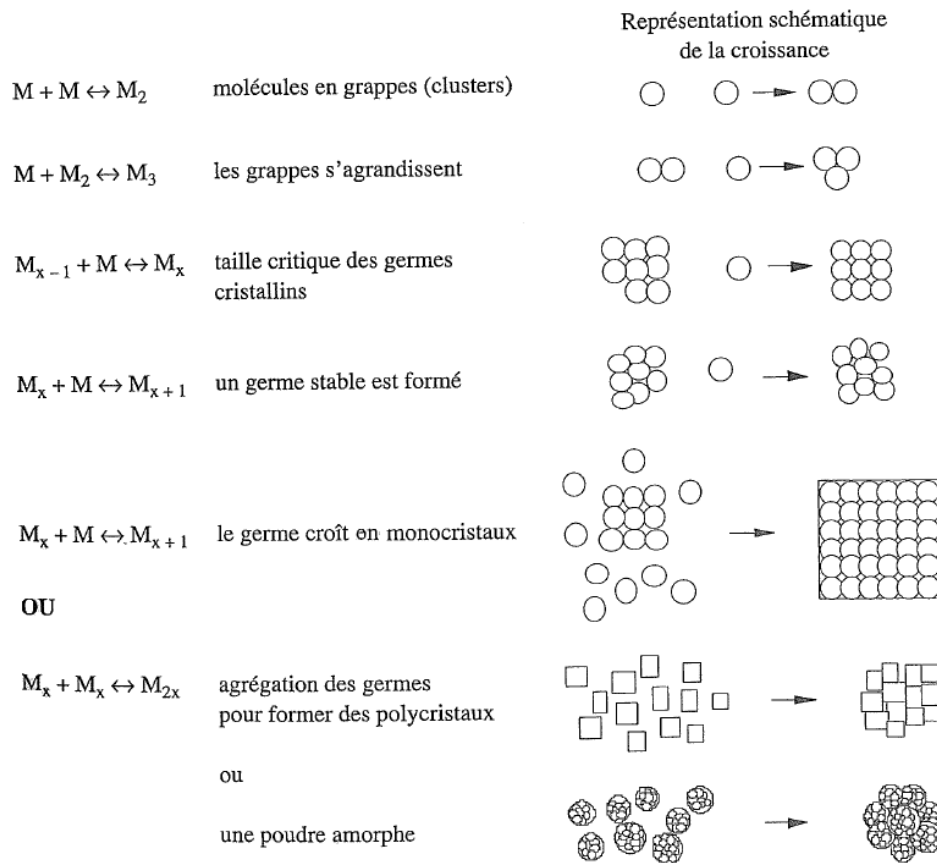 Représentation schématique
de la croissance
M + M ↔ M₂ molécules en grappes (clusters)
M + M₂ ↔ M₃ les grappes s'agrandissent
Mₓ₋₁ + M ↔ Mₓ taille critique des germes
cristallins
Mₓ + M ↔ Mₓ₊₁ un germe stable est formé
Mₓ + M ↔ Mₓ₊₁ le germe croît en monocristaux
OU
Mₓ + Mₓ ↔ M₂ₓ agrégation des germes
pour former des polycristaux
ou
une poudre amorphe